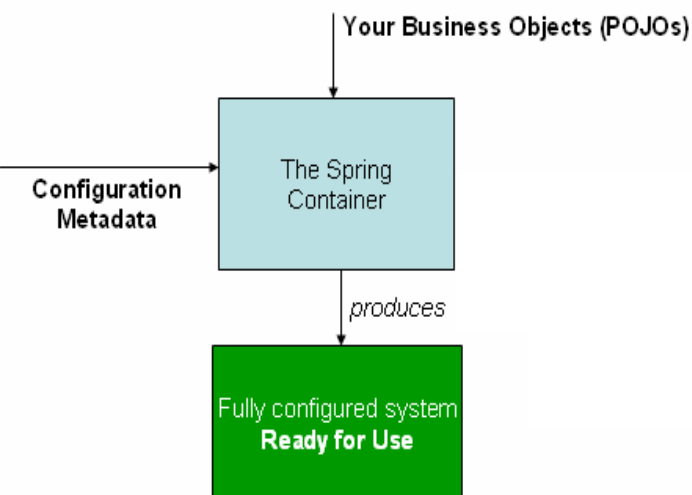 Your Business Objects (POJOs)
The Spring
Container
Configuration
Metadata
produces
Fully configured system
Ready for Use